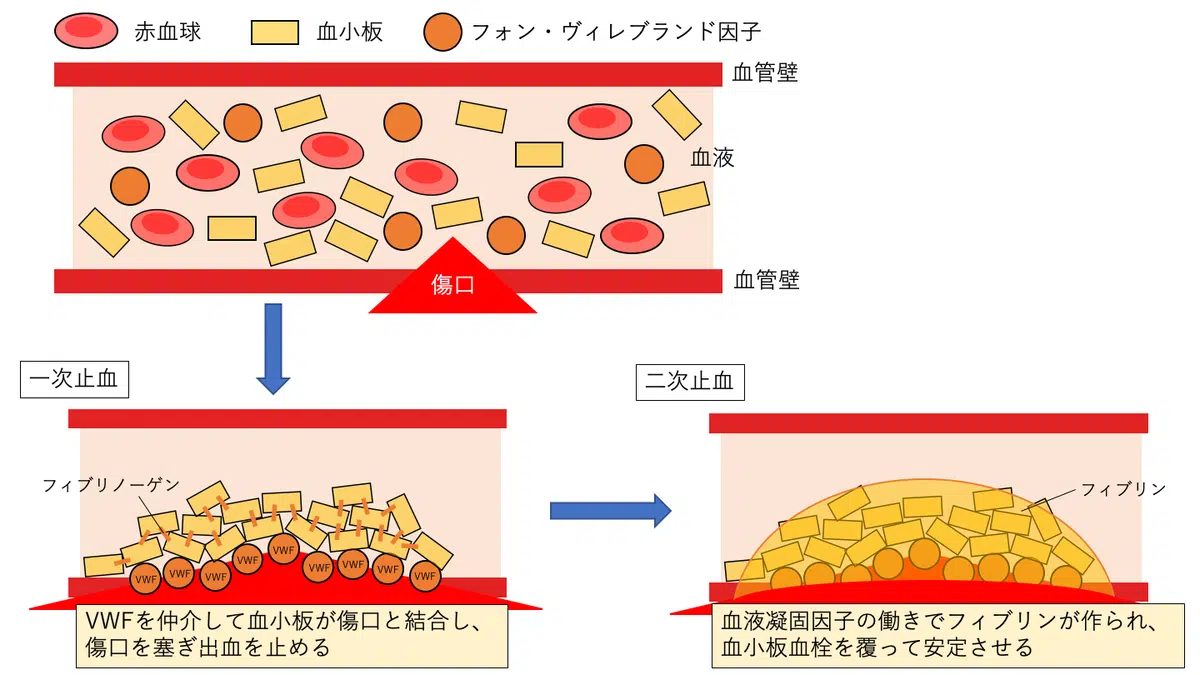 赤血球
血小板
フォン・ヴィレブランド因子
血管壁
血液
傷口
血管壁
一次止血
二次止血
フィブリノーゲン
フィブリン
VWF
VWF
VWF
VWF
VWF
VWF
VWF
VWF
VWF
VWFを仲介して血小板が傷口と結合し、
傷口を塞ぎ出血を止める
血液凝固因子の働きでフィブリンが作られ、
血小板血栓を覆って安定させる